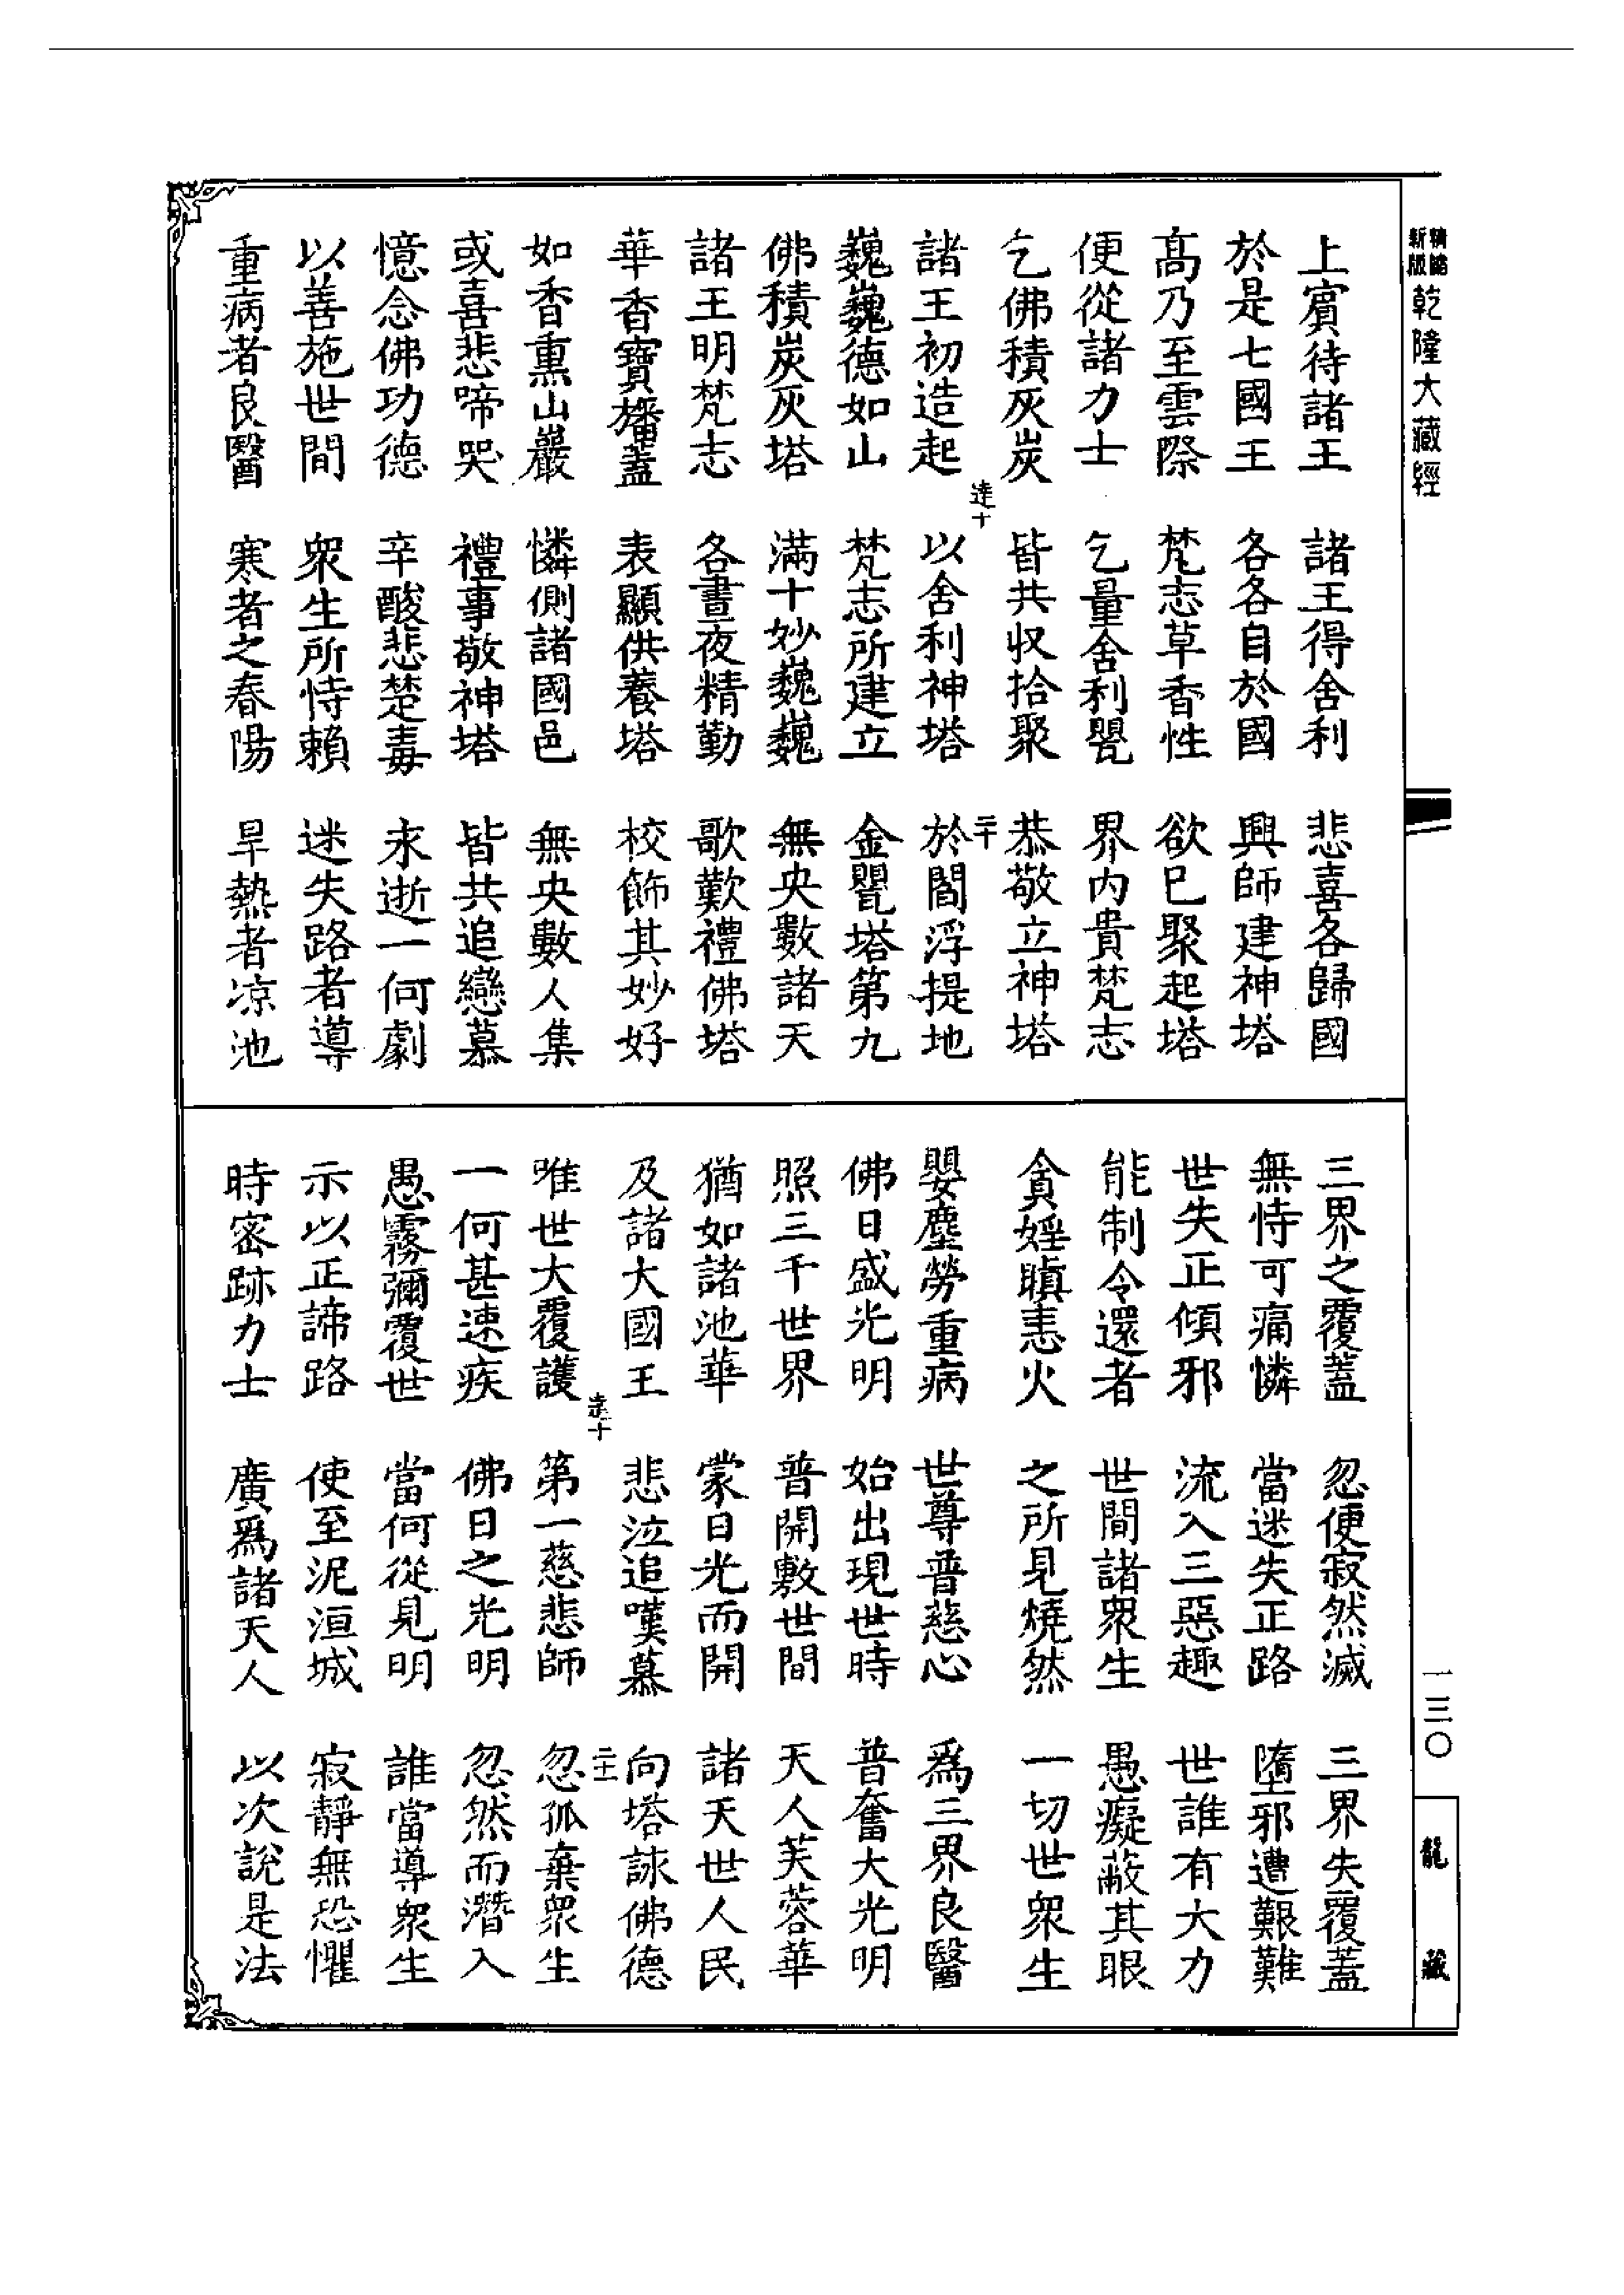 新版
精縮
乾隆大藏經
上賓待諸王 諸王得舍利 悲喜各歸國
於是七國王 各各自於國 興師建神塔
髙乃至雲際 梵志草香性 欲已聚起塔
便從諸力士 乞量舍利甖 界内貴梵志
乞佛積灰炭 皆共収拾聚 恭敬立神塔
達十 二十
諸王初造起 以舍利神塔 於閻浮提地
巍巍德如山 梵志所建立 金甖塔第九
佛積炭灰塔 滿十妙巍巍 無央數諸天
諸王明梵志 各晝夜精勤 歌歎禮佛塔
華香寶旛蓋 表顯供養塔 校飾其妙好
如香熏山巖 憐側諸國邑 無央數人集
或喜悲啼哭 禮事敬神塔 皆共追戀慕
憶念佛功德 辛酸悲楚毒 永逝一何劇
以善施世間 衆生所恃賴 迷失路者導
重病者良醫 寒者之春陽 旱熱者凉池
三界之覆蓋 忽便寂然滅 三界失覆蓋
無恃可痛憐 當迷失正路 墮邪遭艱難
世失正傾邪 流入三惡趣 世誰有大力
能制令還者 世間諸衆生 愚癡蔽其眼
貪婬瞋恚火 之所見燒然 一切世衆生
嬰塵勞重病 世尊普慈心 爲三界良醫
佛日盛光明 始出現世時 普奮大光明
照三千世界 普開敷世間 天人芙蓉華
猶如諸池華 蒙日光而開 諸天世人民
及諸大國王 悲泣追嘆慕 向塔詠佛德
達十 二十一
唯世大覆護 第一慈悲師 忽孤棄衆生
一何甚速疾 佛日之光明 忽然而潛入
愚霧彌覆世 當何從見明 誰當導衆生
示以正諦路 使至泥洹城 寂靜無恐懼
時密跡力士 廣爲諸天人 以次說是法
一三〇
龍藏